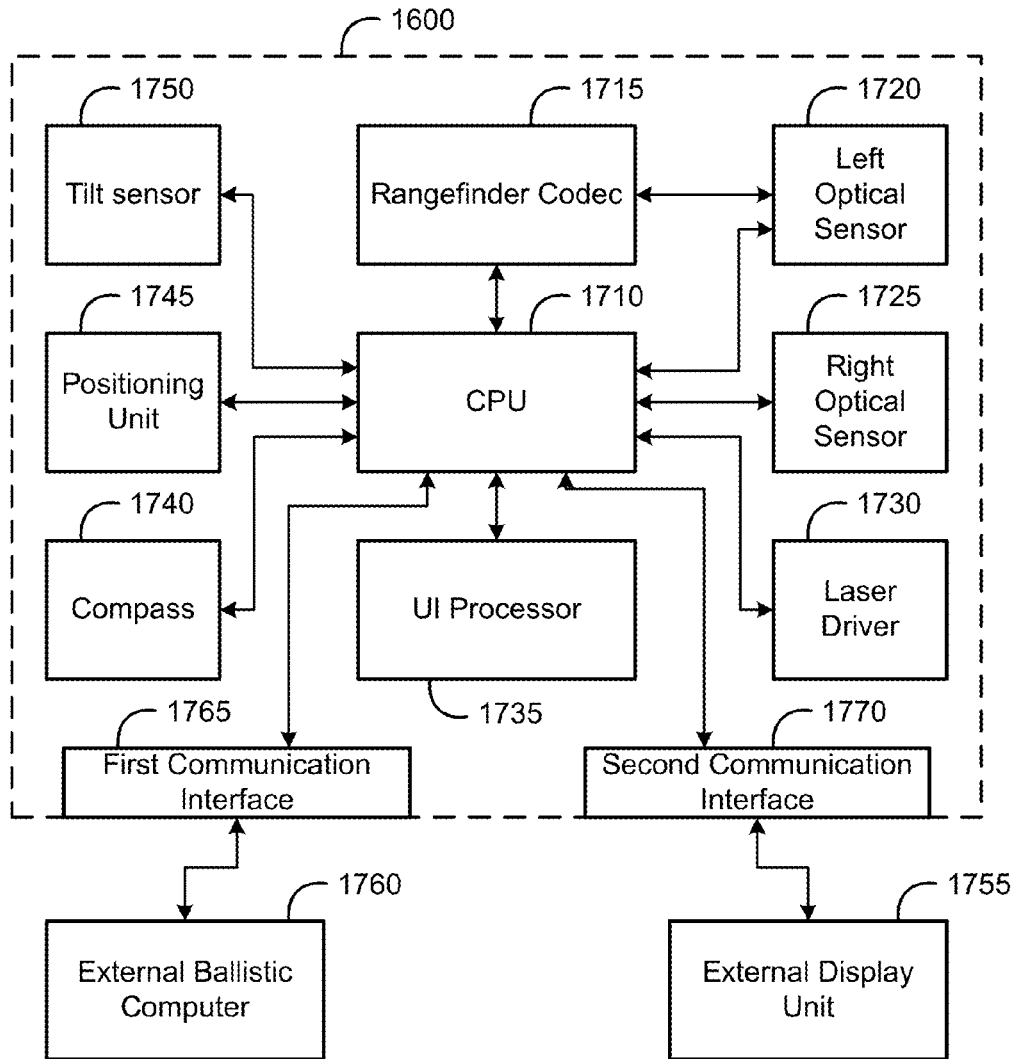 1600
1750
1715
1720
Tilt sensor
Rangefinder Codec
Left
Optical
Sensor
1745
1710
1725
Positioning
Unit
CPU
Right
Optical
Sensor
1740
1730
Compass
UI Processor
Laser
Driver
1765
1735
1770
First Communication
Interface
Second Communication
Interface
1760
1755
External Ballistic
Computer
External Display
Unit